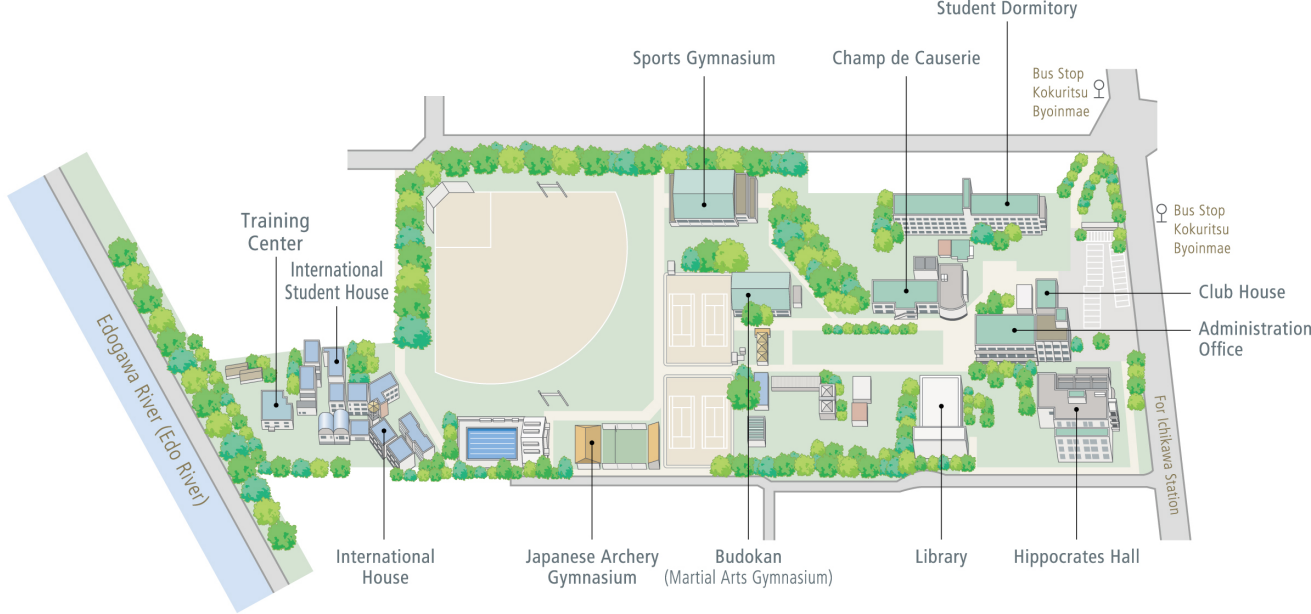 Student Dormitory
Sports Gymnasium
Champ de Causerie
Bus Stop
Kokuritsu
Byoinmae
Bus Stop
Kokuritsu
Byoinmae
Training
Center
International
Student House
Club House
Administration
Office
Edogawa River (Edo River)
For Ichikawa Station
International
House
Japanese Archery
Gymnasium
Budokan
(Martial Arts Gymnasium)
Library
Hippocrates Hall